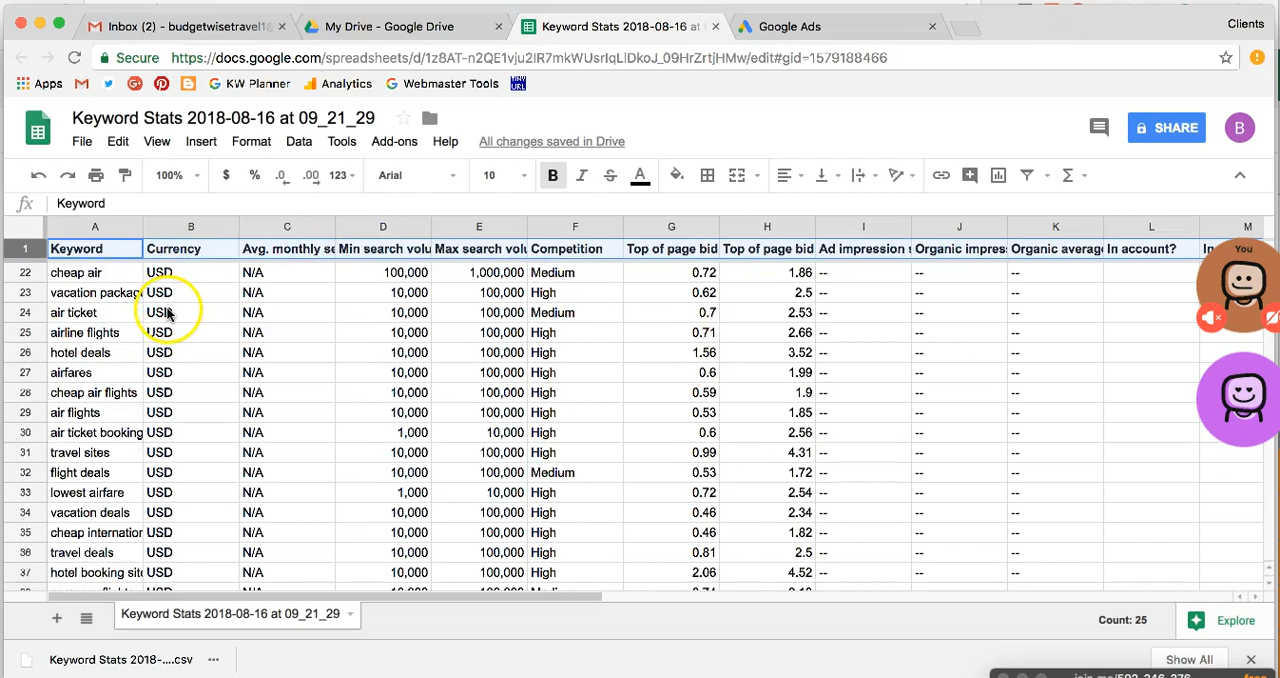 Inbox (2) - budgetwisetravel1@ My Drive - Google Drive Keyword Stats 2018-08-16 at Google Ads Clients
Secure https://docs.google.com/spreadsheets/d/1z8AT-n2QE1vju2IR7mkWUsrIqLlDkoJ_09HrZrtjHMw/edit#gid=1579188466
Apps KW Planner Analytics Webmaster Tools
Keyword Stats 2018-08-16 at 09_21_29
SHARE B
File Edit View Insert Format Data Tools Add-ons Help All changes saved in Drive
100% $ % .0 .00 123 Arial 10 B I S A
fx Keyword
A B C D E F G H I J K L M
1 Keyword Currency Avg. monthly se Min search volu Max search volu Competition Top of page bid Top of page bid Ad impression s Organic impres Organic average In account? In You
22 cheap air USD N/A 100,000 1,000,000 Medium 0.72 1.86 -- -- --
23 vacation packag USD N/A 10,000 100,000 High 0.62 2.5 -- -- --
24 air ticket USD N/A 10,000 100,000 Medium 0.7 2.53 -- -- --
25 airline flights USD N/A 10,000 100,000 High 0.71 2.66 -- -- --
26 hotel deals USD N/A 10,000 100,000 High 1.56 3.52 -- -- --
27 airfares USD N/A 10,000 100,000 High 0.6 1.99 -- -- --
28 cheap air flights USD N/A 10,000 100,000 High 0.59 1.9 -- -- --
29 air flights USD N/A 10,000 100,000 High 0.53 1.85 -- -- --
30 air ticket booking USD N/A 1,000 10,000 High 0.6 2.56 -- -- --
31 travel sites USD N/A 10,000 100,000 High 0.99 4.31 -- -- --
32 flight deals USD N/A 10,000 100,000 Medium 0.53 1.72 -- -- --
33 lowest airfare USD N/A 1,000 10,000 High 0.72 2.54 -- -- --
34 vacation deals USD N/A 10,000 100,000 High 0.46 2.34 -- -- --
35 cheap internation USD N/A 10,000 100,000 High 0.46 1.82 -- -- --
36 travel deals USD N/A 10,000 100,000 High 0.81 2.5 -- -- --
37 hotel booking site USD N/A 10,000 100,000 High 2.06 4.52 -- -- --
Keyword Stats 2018-08-16 at 09_21_29 Count: 25 Explore
Keyword Stats 2018-....csv Show All